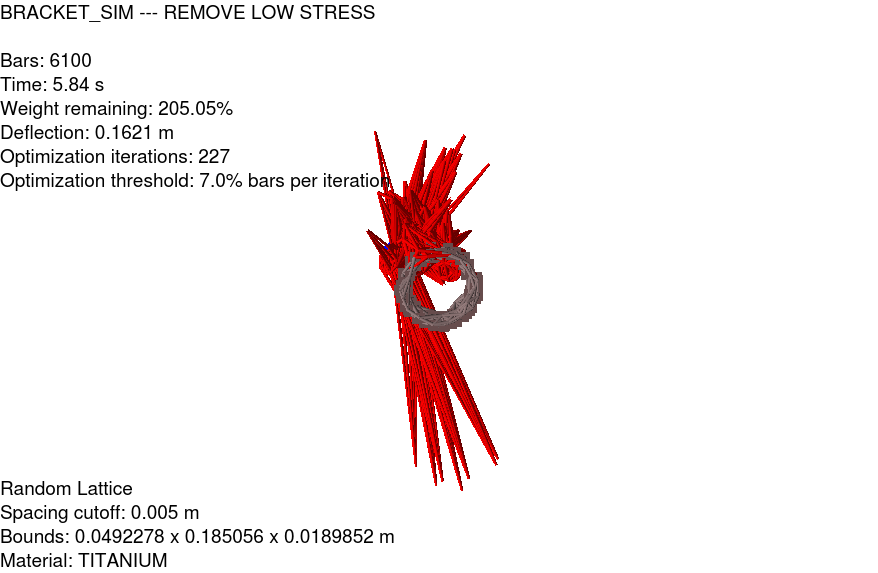 BRACKET_SIM --- REMOVE LOW STRESS
Bars: 6100
Time: 5.84 s
Weight remaining: 205.05%
Deflection: 0.1621 m
Optimization iterations: 227
Optimization threshold: 7.0% bars per iteration
Random Lattice
Spacing cutoff: 0.005 m
Bounds: 0.0492278 x 0.185056 x 0.0189852 m
Material: TITANIUM